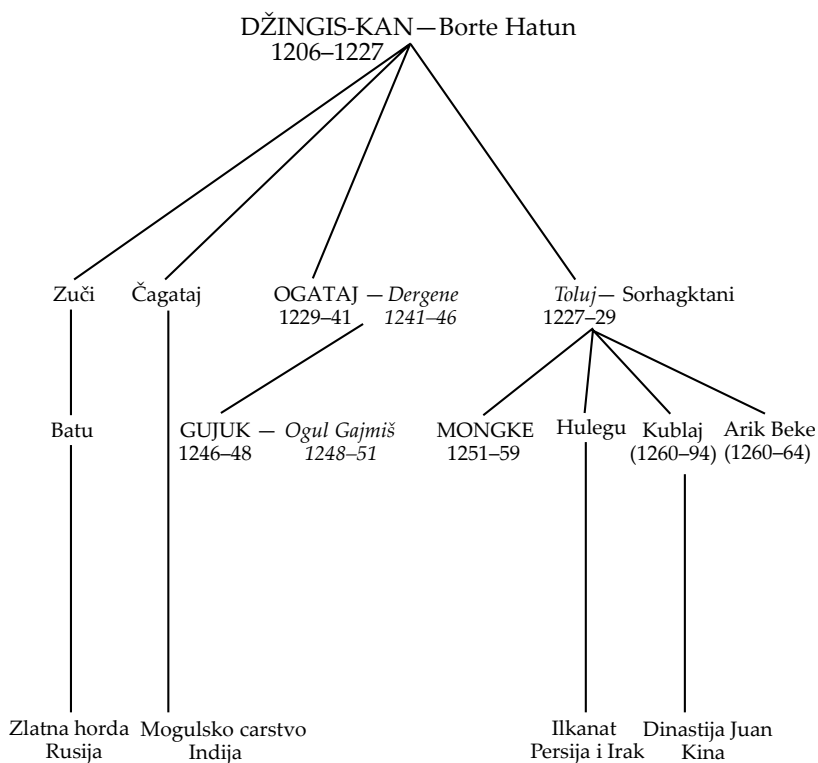 DŽINGIS-KAN—Borte Hatun
1206–1227
Zuči Čagataj OGATAJ — Dergene Toluj— Sorhagktani
1229–41 1241–46 1227–29
Batu GUJUK — Ogul Gajmiš MONGKE Hulegu Kublaj Arik Beke
1246–48 1248–51 1251–59 (1260–94) (1260–64)
Zlatna horda Mogulsko carstvo Ilkanat Dinastija Juan
Rusija Indija Persija i Irak Kina